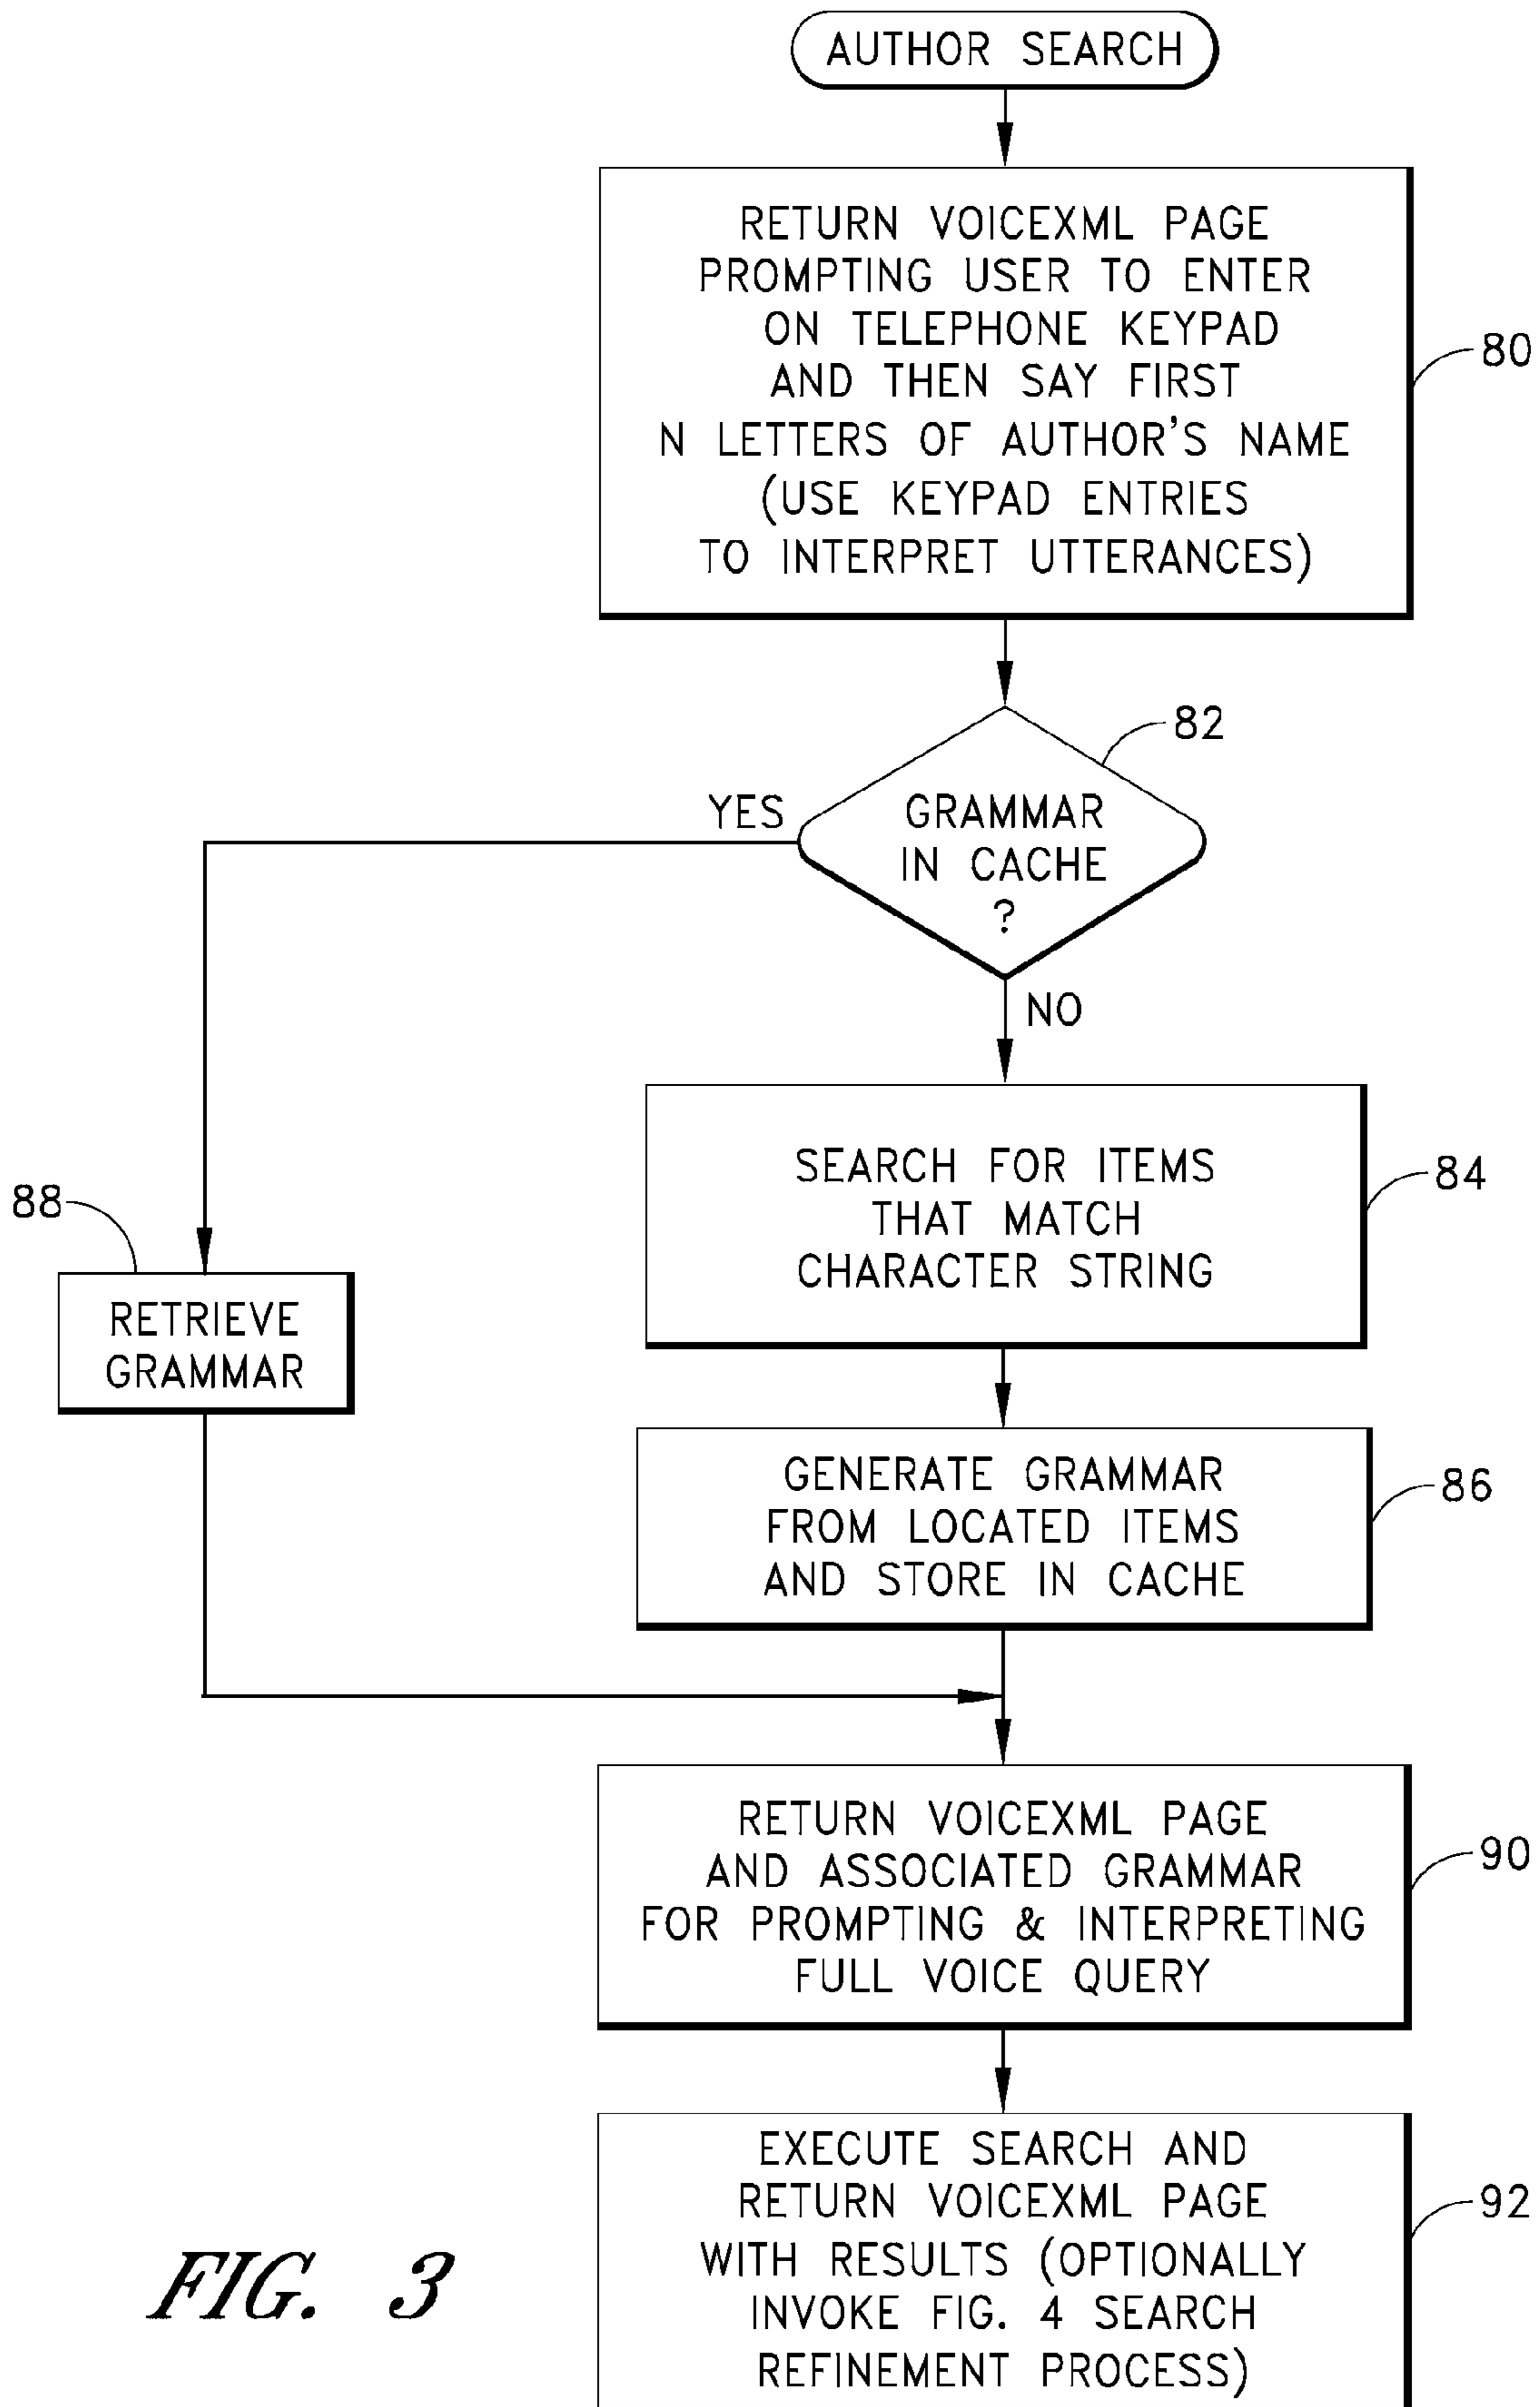 AUTHOR SEARCH
RETURN VOICEXML PAGE
PROMPTING USER TO ENTER
ON TELEPHONE KEYPAD
AND THEN SAY FIRST
N LETTERS OF AUTHOR'S NAME
(USE KEYPAD ENTRIES
TO INTERPRET UTTERANCES)
80
82
YES
GRAMMAR
IN CACHE
?
NO
SEARCH FOR ITEMS
THAT MATCH
CHARACTER STRING
84
88
RETRIEVE
GRAMMAR
GENERATE GRAMMAR
FROM LOCATED ITEMS
AND STORE IN CACHE
86
RETURN VOICEXML PAGE
AND ASSOCIATED GRAMMAR
FOR PROMPTING & INTERPRETING
FULL VOICE QUERY
90
EXECUTE SEARCH AND
RETURN VOICEXML PAGE
WITH RESULTS (OPTIONALLY
INVOKE FIG. 4 SEARCH
REFINEMENT PROCESS)
92
FIG. 3